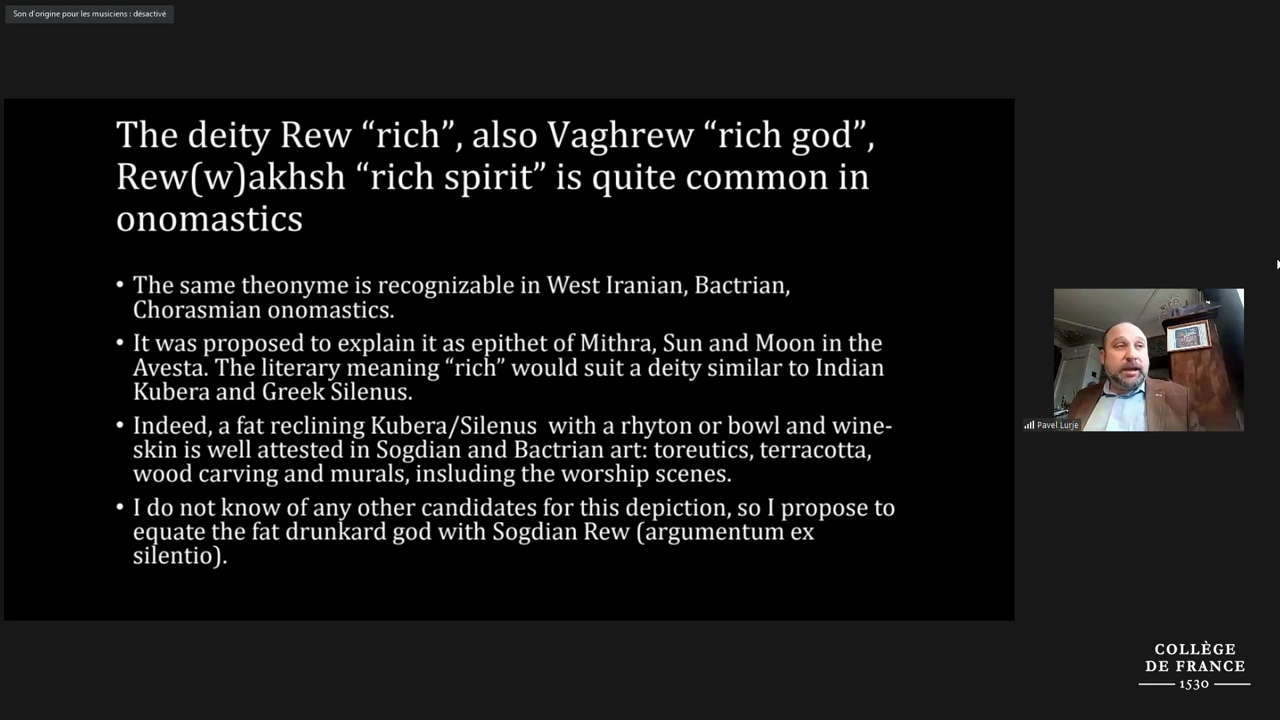 Son d'origine pour les musiciens : désactivé
The deity Rew “rich”, also Vaghrew “rich god”,
Rew(w)akhsh “rich spirit” is quite common in
onomastics
• The same theonyme is recognizable in West Iranian, Bactrian,
Chorasmian onomastics.
• It was proposed to explain it as epithet of Mithra, Sun and Moon in the
Avesta. The literary meaning “rich” would suit a deity similar to Indian
Kubera and Greek Silenus.
• Indeed, a fat reclining Kubera/Silenus with a rhyton or bowl and wine-
skin is well attested in Sogdian and Bactrian art: toreutics, terracotta,
wood carving and murals, insluding the worship scenes.
• I do not know of any other candidates for this depiction, so I propose to
equate the fat drunkard god with Sogdian Rew (argumentum ex
silentio).
Pavel Lurje
COLLÈGE
DE FRANCE
1530